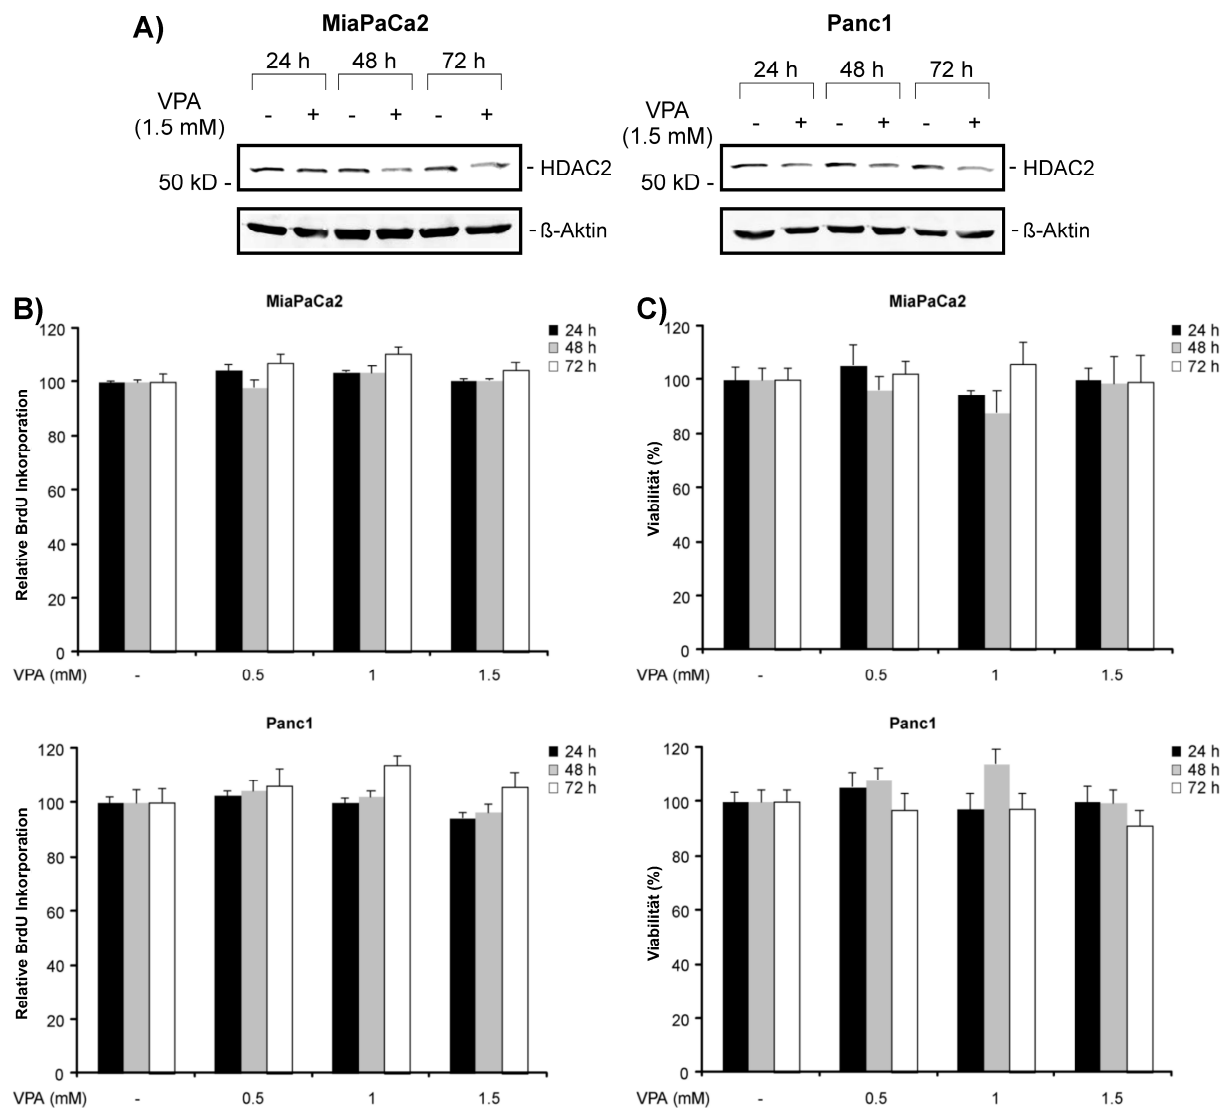 A)
MiaPaCa2
24 h 48 h 72 h
VPA
(1.5 mM)
- + - + - +
- HDAC2
50 kD -
- ß-Aktin
Panc1
24 h 48 h 72 h
VPA
(1.5 mM)
- + - + - +
- HDAC2
50 kD -
- ß-Aktin
B)
MiaPaCa2
120
100
80
60
40
20
0
Relative BrdU Inkorporation
24 h
48 h
72 h
VPA (mM) - 0.5 1 1.5
C)
MiaPaCa2
120
100
80
60
40
20
0
Viabilität (%)
24 h
48 h
72 h
VPA (mM) - 0.5 1 1.5
Panc1
120
100
80
60
40
20
0
Relative BrdU Inkorporation
24 h
48 h
72 h
VPA (mM) - 0.5 1 1.5
Panc1
120
100
80
60
40
20
0
Viabilität (%)
24 h
48 h
72 h
VPA (mM) - 0.5 1 1.5